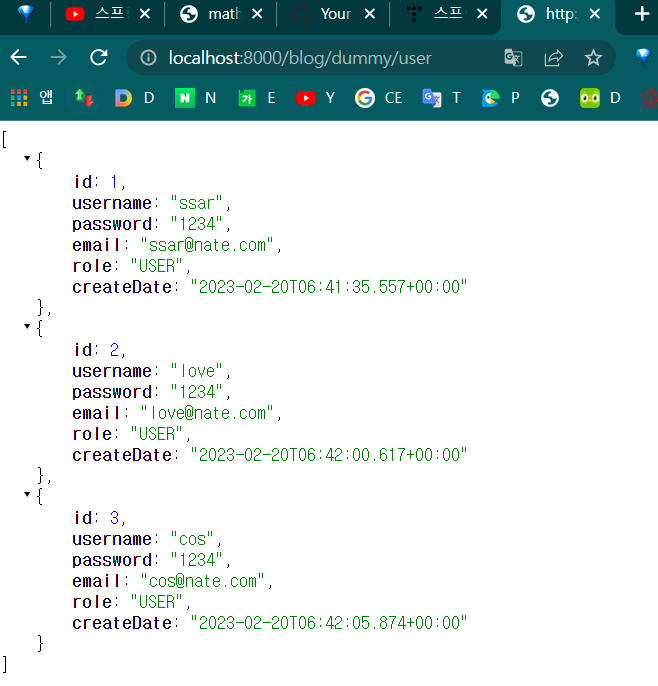 스프
math
Your
스프
http:
localhost:8000/blog/dummy/user
앱 D N E Y CE T P D
[
{
id: 1,
username: "ssar",
password: "1234",
email: "ssar@nate.com",
role: "USER",
createDate: "2023-02-20T06:41:35.557+00:00"
},
{
id: 2,
username: "love",
password: "1234",
email: "love@nate.com",
role: "USER",
createDate: "2023-02-20T06:42:00.617+00:00"
},
{
id: 3,
username: "cos",
password: "1234",
email: "cos@nate.com",
role: "USER",
createDate: "2023-02-20T06:42:05.874+00:00"
}
]